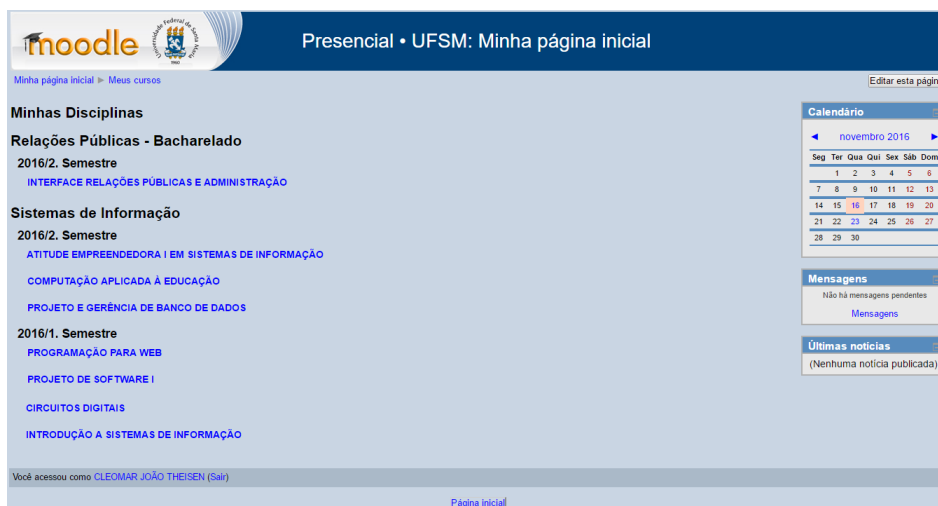 moodle
Universidade Federal de Santa Maria
1960
Presencial • UFSM: Minha página inicial
Minha página inicial ► Meus cursos
Editar esta págin
Minhas Disciplinas
Relações Públicas - Bacharelado
2016/2. Semestre
INTERFACE RELAÇÕES PÚBLICAS E ADMINISTRAÇÃO
Sistemas de Informação
2016/2. Semestre
ATITUDE EMPREENDEDORA I EM SISTEMAS DE INFORMAÇÃO
COMPUTAÇÃO APLICADA À EDUCAÇÃO
PROJETO E GERÊNCIA DE BANCO DE DADOS
2016/1. Semestre
PROGRAMAÇÃO PARA WEB
PROJETO DE SOFTWARE I
CIRCUITOS DIGITAIS
INTRODUÇÃO A SISTEMAS DE INFORMAÇÃO
Calendário
◄ novembro 2016 ►
Seg Ter Qua Qui Sex Sáb Dom
1 2 3 4 5 6
7 8 9 10 11 12 13
14 15 16 17 18 19 20
21 22 23 24 25 26 27
28 29 30
Mensagens
Não há mensagens pendentes
Mensagens
Últimas notícias
(Nenhuma notícia publicada)
Você acessou como CLEOMAR JOÃO THEISEN (Sair)
Página inicial